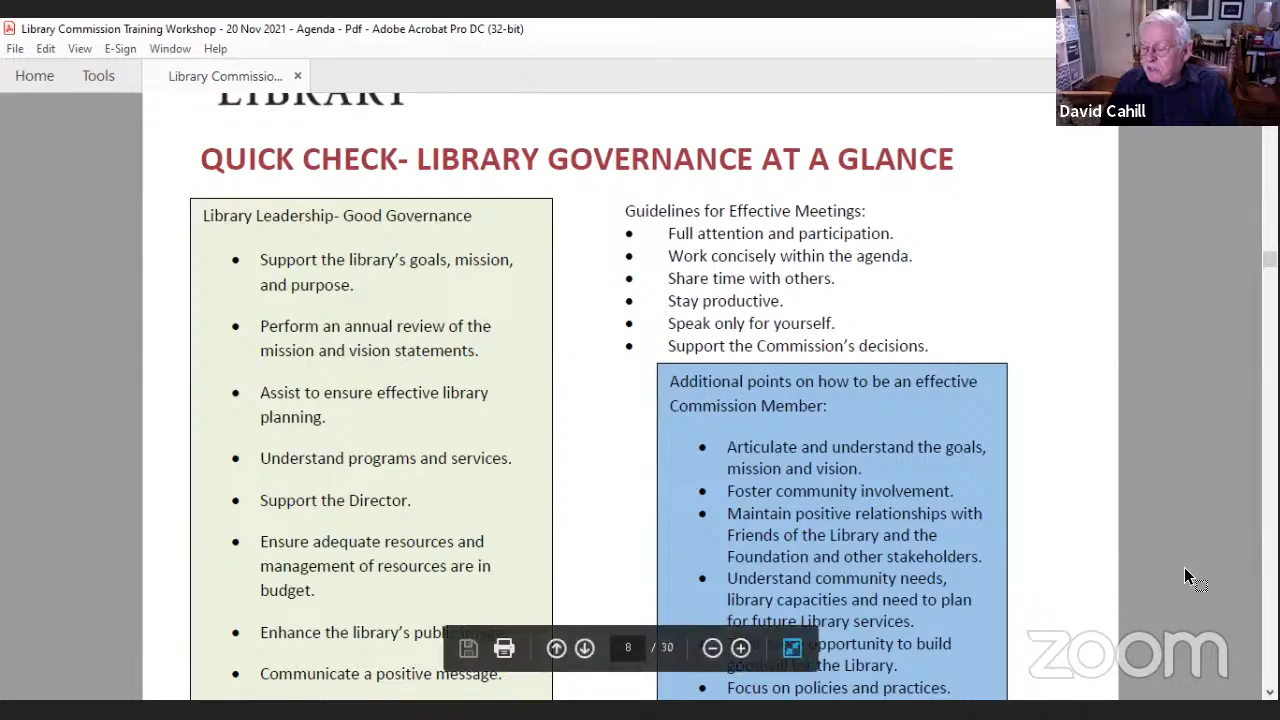 Library Commission Training Workshop - 20 Nov 2021 - Agenda - Pdf - Adobe Acrobat Pro DC (32-bit)
File Edit View E-Sign Window Help
Home Tools Library Commissio... ×
David Cahill
LIBRARY
QUICK CHECK- LIBRARY GOVERNANCE AT A GLANCE
Library Leadership- Good Governance
• Support the library's goals, mission,
and purpose.
• Perform an annual review of the
mission and vision statements.
• Assist to ensure effective library
planning.
• Understand programs and services.
• Support the Director.
• Ensure adequate resources and
management of resources are in
budget.
• Enhance the library's public
• Communicate a positive message.
Guidelines for Effective Meetings:
• Full attention and participation.
• Work concisely within the agenda.
• Share time with others.
• Stay productive.
• Speak only for yourself.
• Support the Commission's decisions.
Additional points on how to be an effective
Commission Member:
• Articulate and understand the goals,
mission and vision.
• Foster community involvement.
• Maintain positive relationships with
Friends of the Library and the
Foundation and other stakeholders.
• Understand community needs,
library capacities and need to plan
for future Library services.
opportunity to build
goodwill for the Library.
• Focus on policies and practices.
8 / 30
zoom